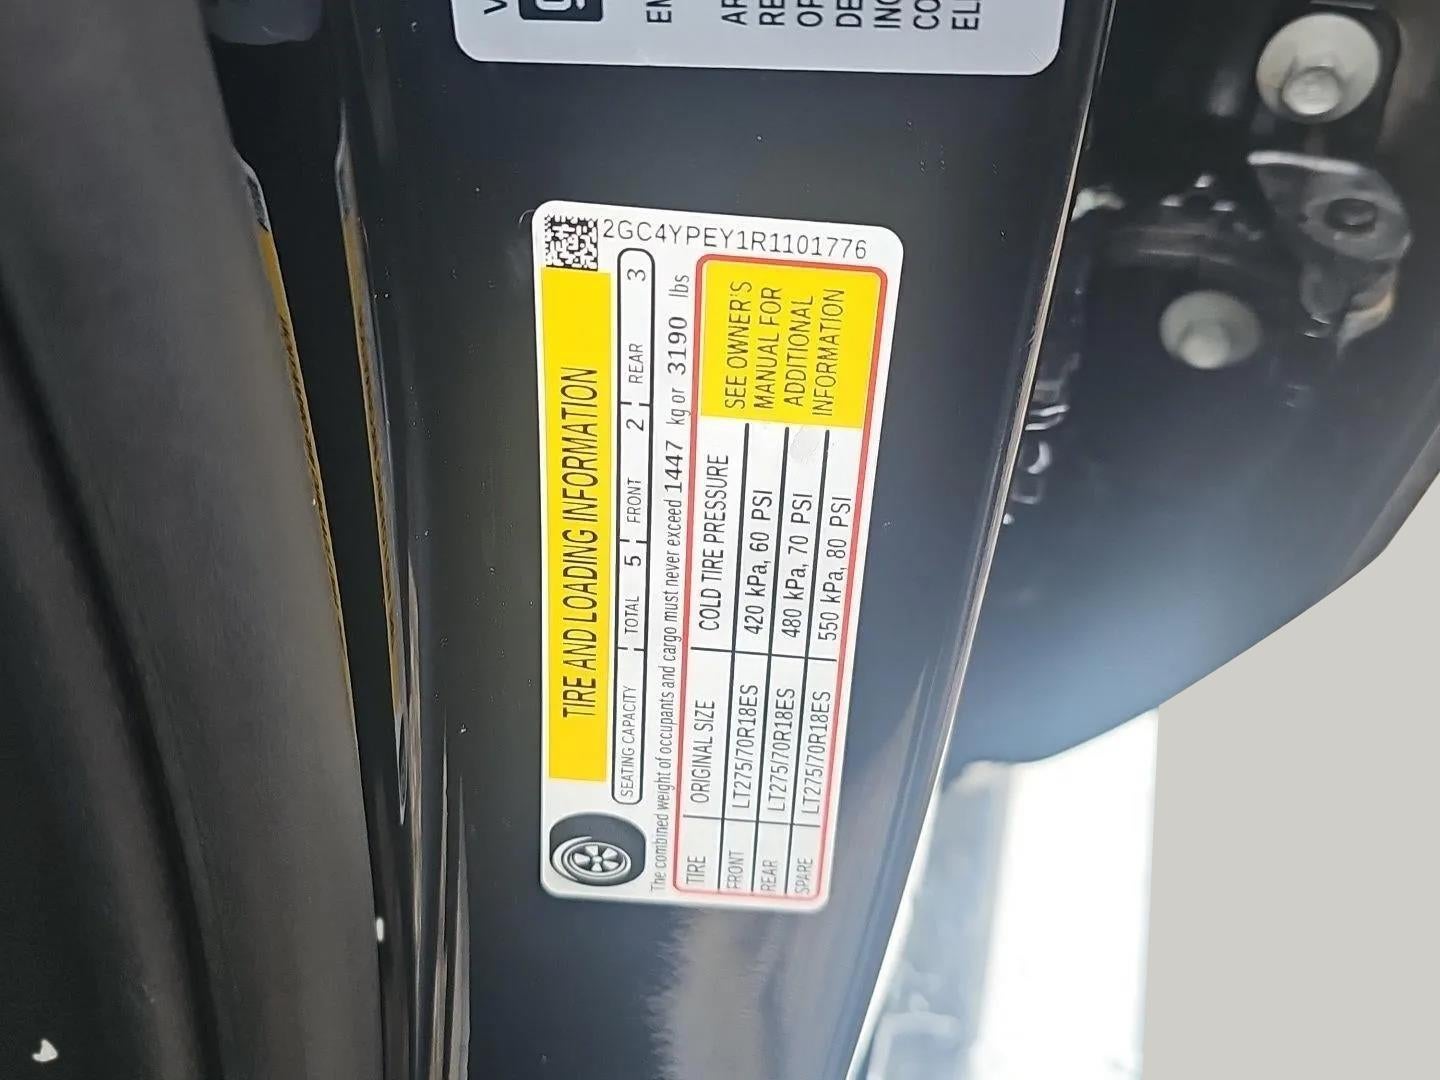 2GC4YPEY1R1101776
TIRE AND LOADING INFORMATION
SEATING CAPACITY TOTAL 5 FRONT 2 REAR 3
The combined weight of occupants and cargo must never exceed 1447 kg or 3190 lbs
TIRE ORIGINAL SIZE COLD TIRE PRESSURE
FRONT LT275/70R18ES 420 kPa, 60 PSI
REAR LT275/70R18ES 480 kPa, 70 PSI
SPARE LT275/70R18ES 550 kPa, 80 PSI
SEE OWNER'S
MANUAL FOR
ADDITIONAL
INFORMATION